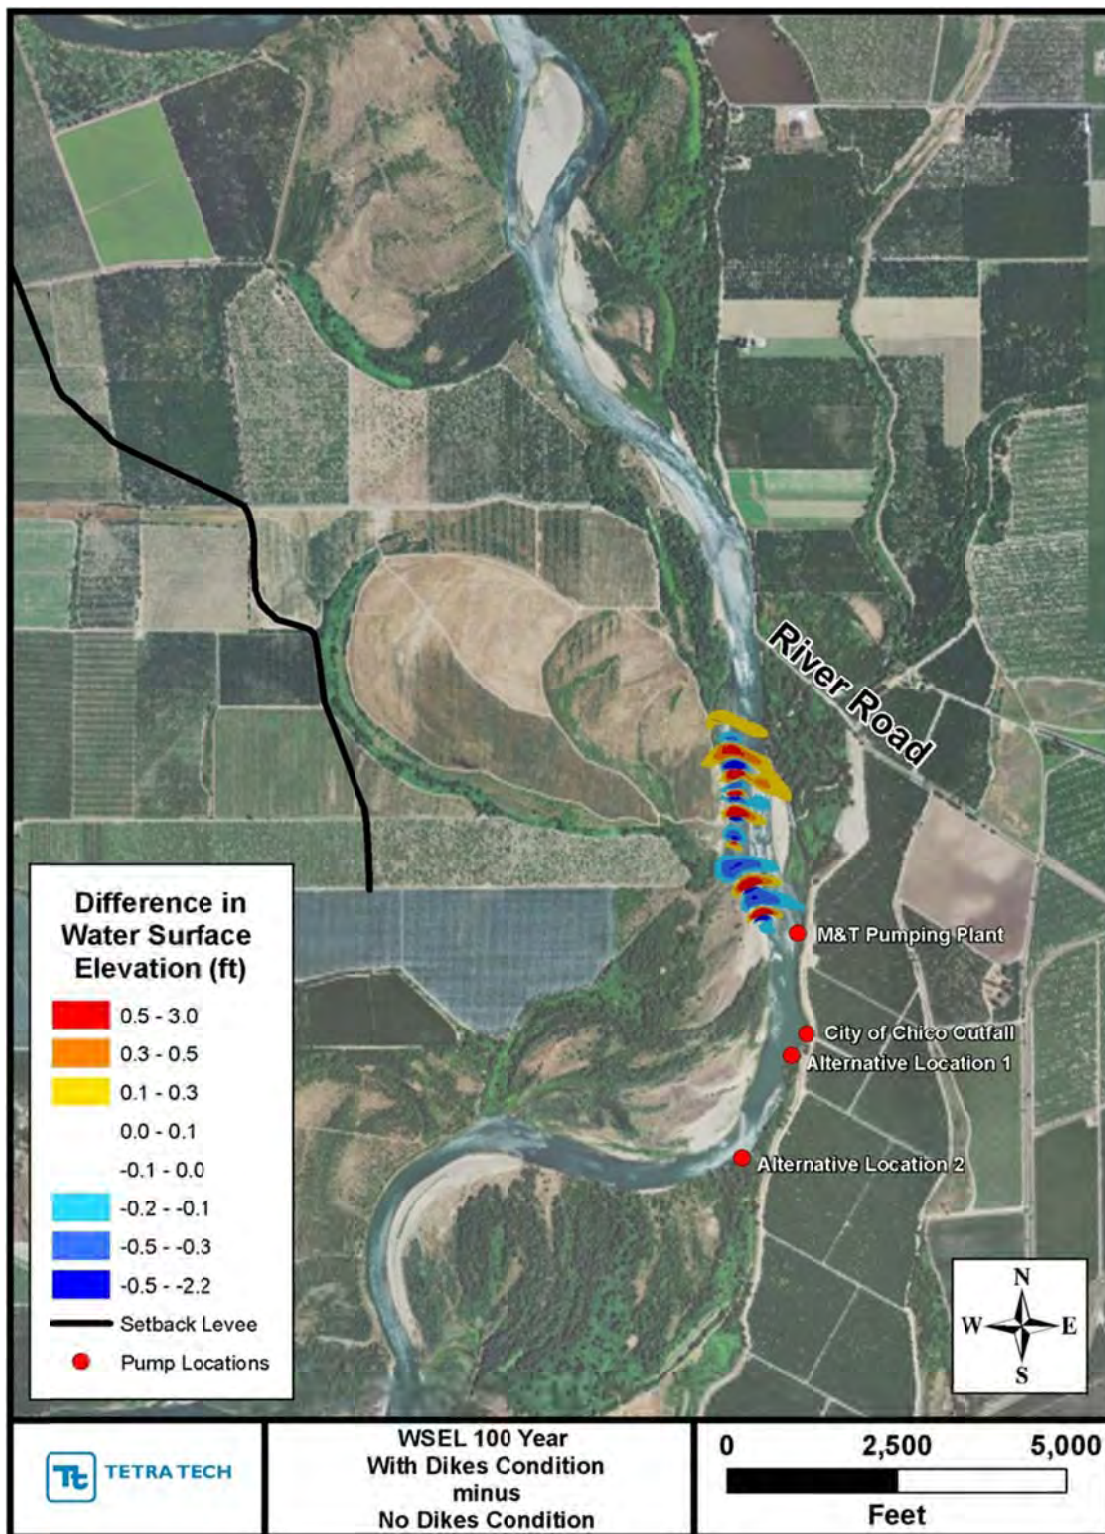 River Road
M&T Pumping Plant
City of Chico Outfall
Alternative Location 1
Alternative Location 2
Difference in
Water Surface
Elevation (ft)
0.5 - 3.0
0.3 - 0.5
0.1 - 0.3
0.0 - 0.1
-0.1 - 0.0
-0.2 - -0.1
-0.5 - -0.3
-0.5 - -2.2
Setback Levee
Pump Locations
N
W E
S
Tt TETRA TECH
WSEL 100 Year
With Dikes Condition
minus
No Dikes Condition
0 2,500 5,000
Feet